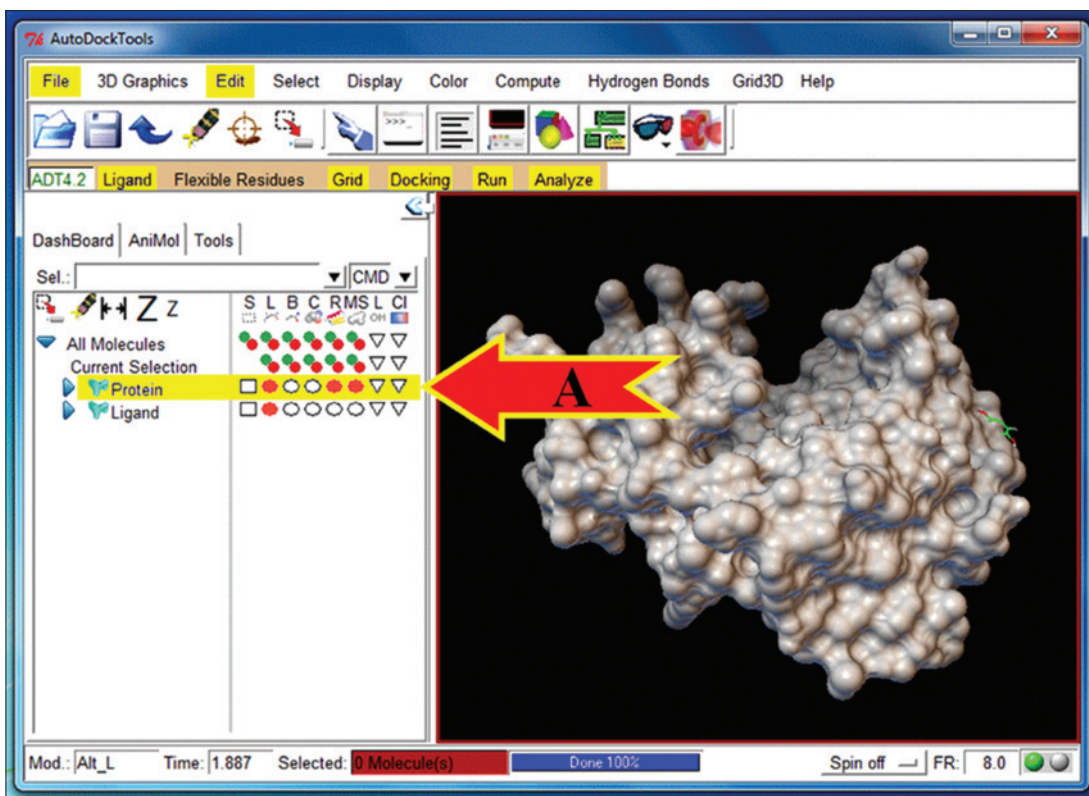 AutoDockTools
File 3D Graphics Edit Select Display Color Compute Hydrogen Bonds Grid3D Help
>>>_
ADT4.2 Ligand Flexible Residues Grid Docking Run Analyze
DashBoard AniMol Tools
Sel.: CMD
Z Z S L B C R MS L Cl
OH
All Molecules
Current Selection
Protein
Ligand
A
Mod.: Alt_L Time: 1.887 Selected: 0 Molecule(s) Done 100% Spin off FR: 8.0